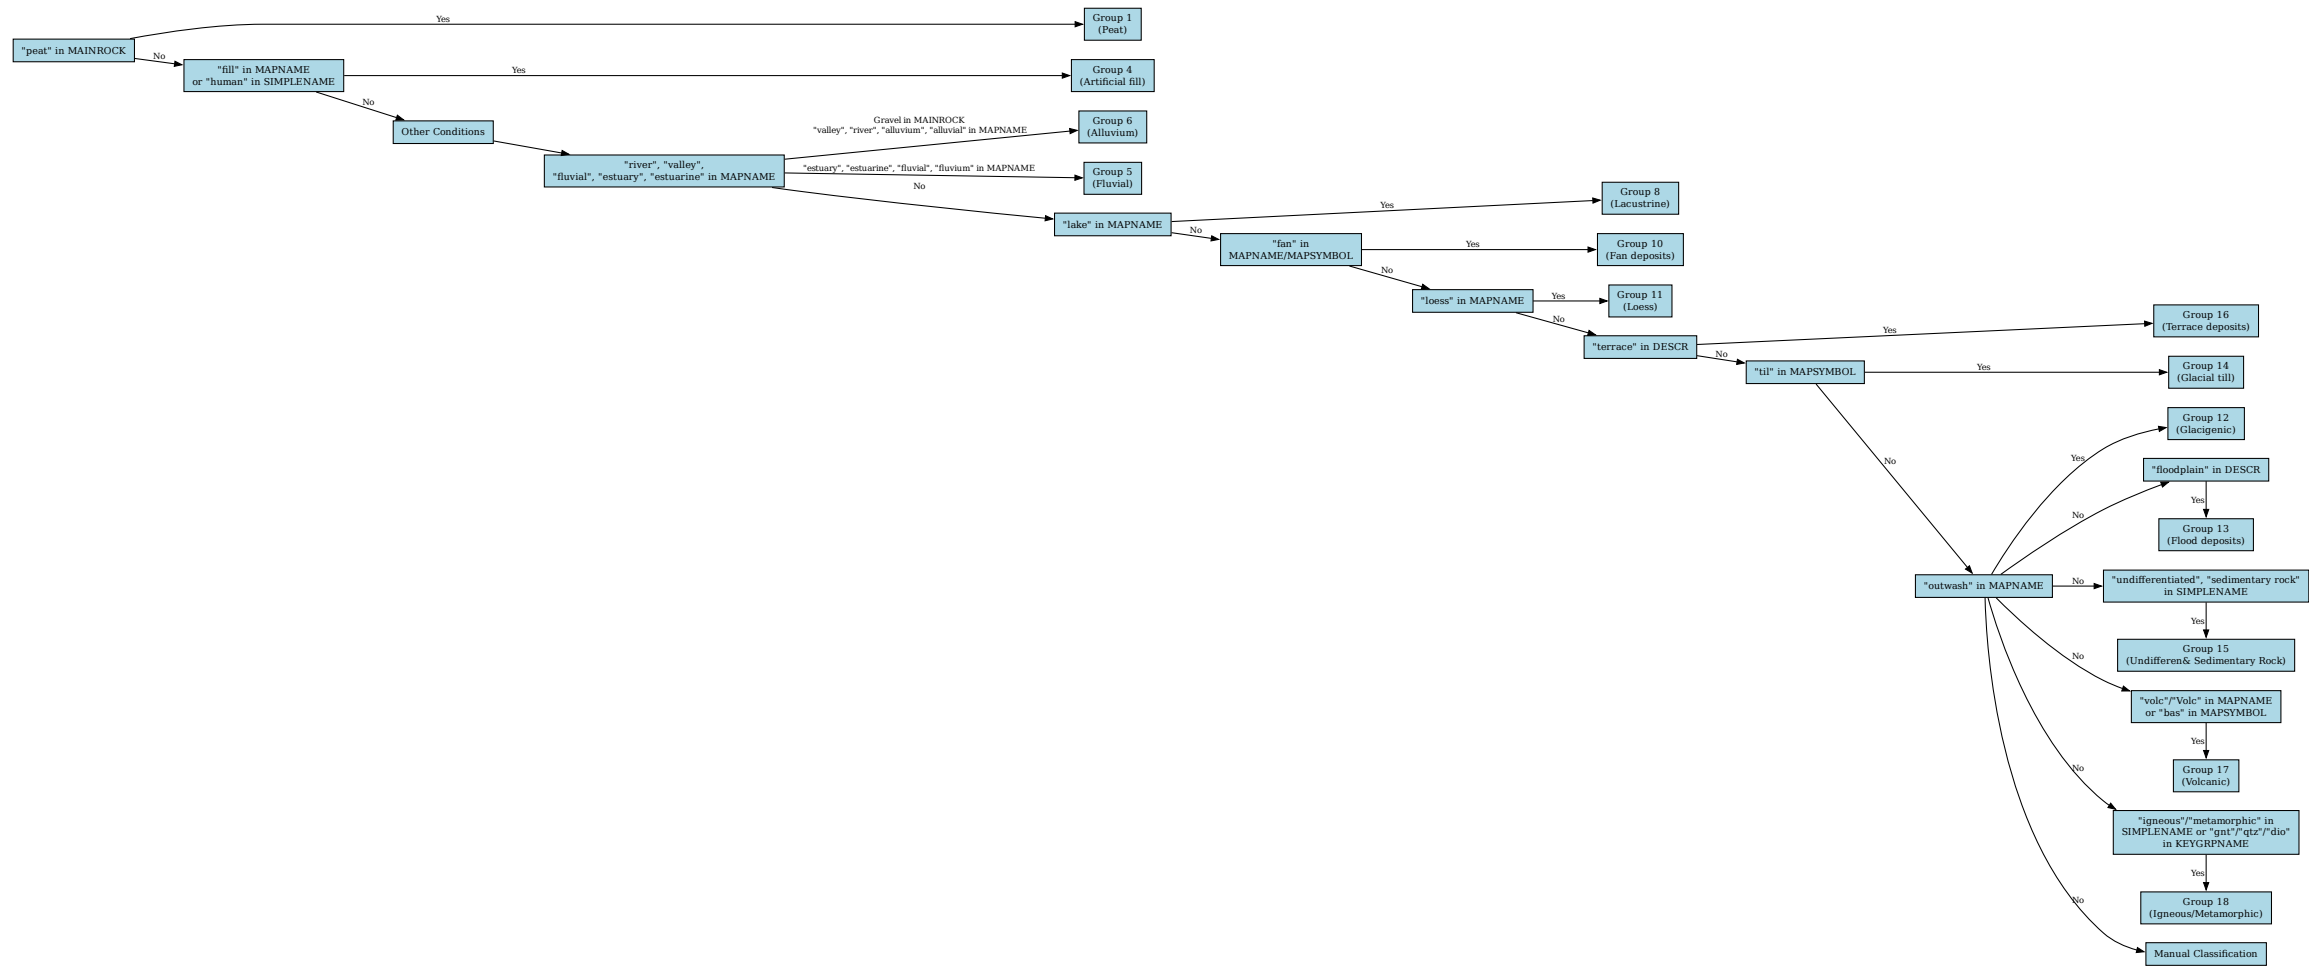 Yes
Group 1
(Peat)
"peat" in MAINROCK
No
"fill" in MAPNAME
or "human" in SIMPLENAME
Yes
Group 4
(Artificial fill)
No
Other Conditions
Gravel in MAINROCK
"valley", "river", "alluvium", "alluvial" in MAPNAME
Group 6
(Alluvium)
"river", "valley",
"fluvial", "estuary", "estuarine" in MAPNAME
"estuary", "estuarine", "fluvial", "fluvium" in MAPNAME
Group 5
(Fluvial)
No
"lake" in MAPNAME
Yes
Group 8
(Lacustrine)
No
"fan" in
MAPNAME/MAPSYMBOL
Yes
Group 10
(Fan deposits)
No
"loess" in MAPNAME
Yes
Group 11
(Loess)
No
"terrace" in DESCR
Yes
Group 16
(Terrace deposits)
No
"til" in MAPSYMBOL
Yes
Group 14
(Glacial till)
No
"outwash" in MAPNAME
Yes
Group 12
(Glacigenic)
No
"floodplain" in DESCR
Yes
Group 13
(Flood deposits)
No
"undifferentiated", "sedimentary rock"
in SIMPLENAME
Yes
Group 15
(Undifferen& Sedimentary Rock)
No
"volc"/"Volc" in MAPNAME
or "bas" in MAPSYMBOL
Yes
Group 17
(Volcanic)
No
"igneous"/"metamorphic" in
SIMPLENAME or "gnt"/"qtz"/"dio"
in KEYGRPNAME
Yes
Group 18
(Igneous/Metamorphic)
No
Manual Classification